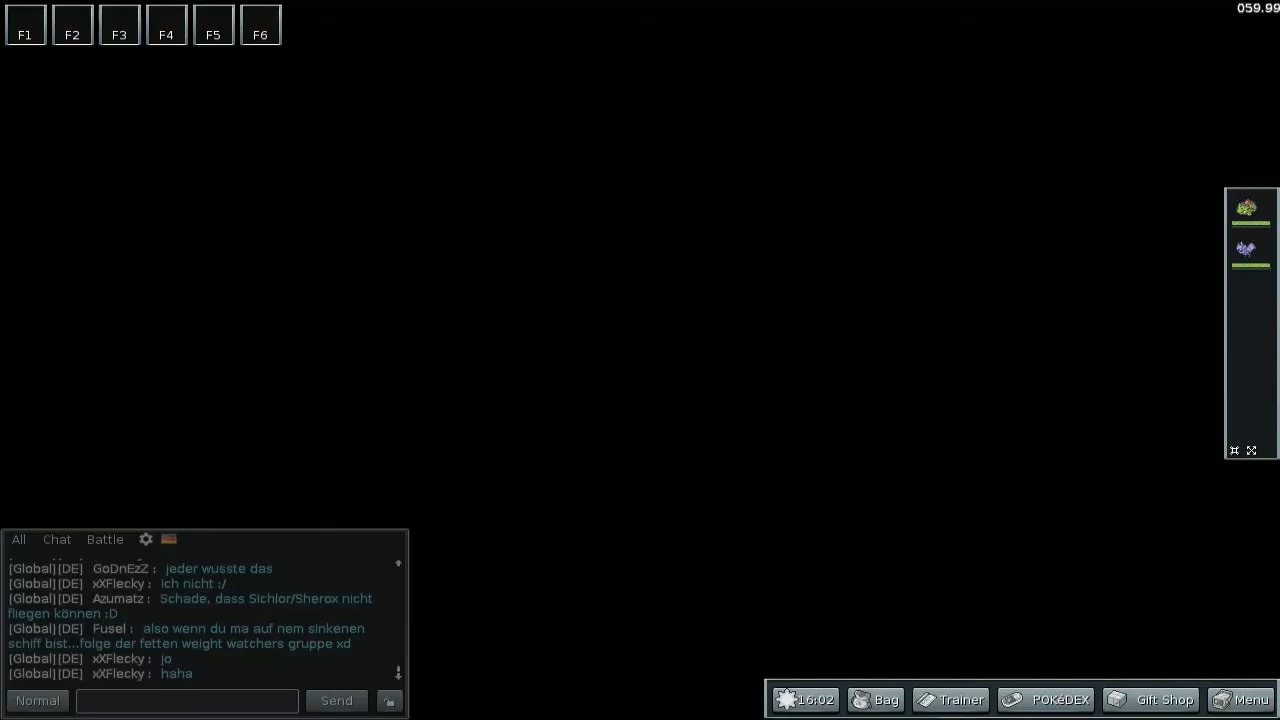 059.99
F1 F2 F3 F4 F5 F6
All Chat Battle
[Global][DE] GoDnEzZ : jeder wusste das
[Global][DE] xXFlecky : ich nicht :/
[Global][DE] Azumatz : Schade, dass Sichlor/Sherox nicht
fliegen können :D
[Global][DE] Fusel : also wenn du ma auf nem sinkenen
schiff bist...folge der fetten weight watchers gruppe xd
[Global][DE] xXFlecky : jo
[Global][DE] xXFlecky : haha
Normal Send
16:02 Bag Trainer POKéDEX Gift Shop Menu